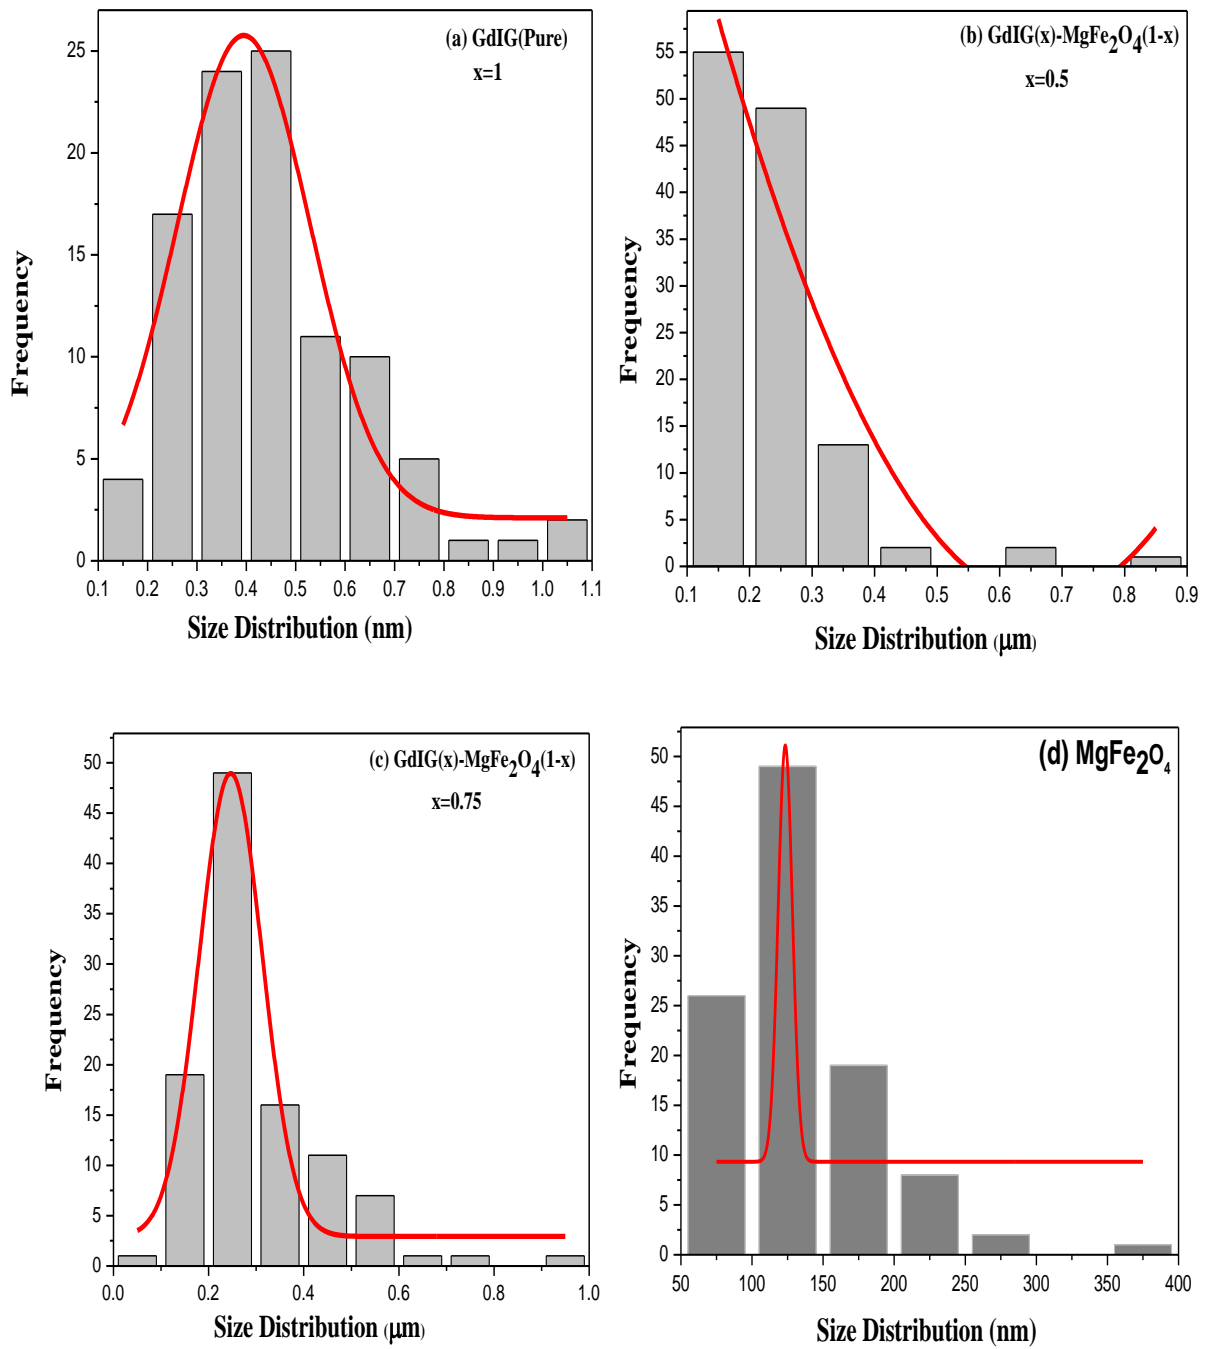 (a) GdIG(Pure)
x=1
25
20
15
10
5
0
0.1 0.2 0.3 0.4 0.5 0.6 0.7 0.8 0.9 1.0 1.1
Frequency
Size Distribution (nm)
(b) GdIG(x)-MgFe2O4(1-x)
x=0.5
55
50
45
40
35
30
25
20
15
10
5
0
0.1 0.2 0.3 0.4 0.5 0.6 0.7 0.8 0.9
Frequency
Size Distribution (μm)
(c) GdIG(x)-MgFe2O4(1-x)
x=0.75
50
45
40
35
30
25
20
15
10
5
0
0.0 0.2 0.4 0.6 0.8 1.0
Frequency
Size Distribution (μm)
(d) MgFe2O4
50
45
40
35
30
25
20
15
10
5
0
50 100 150 200 250 300 350 400
Frequency
Size Distribution (nm)